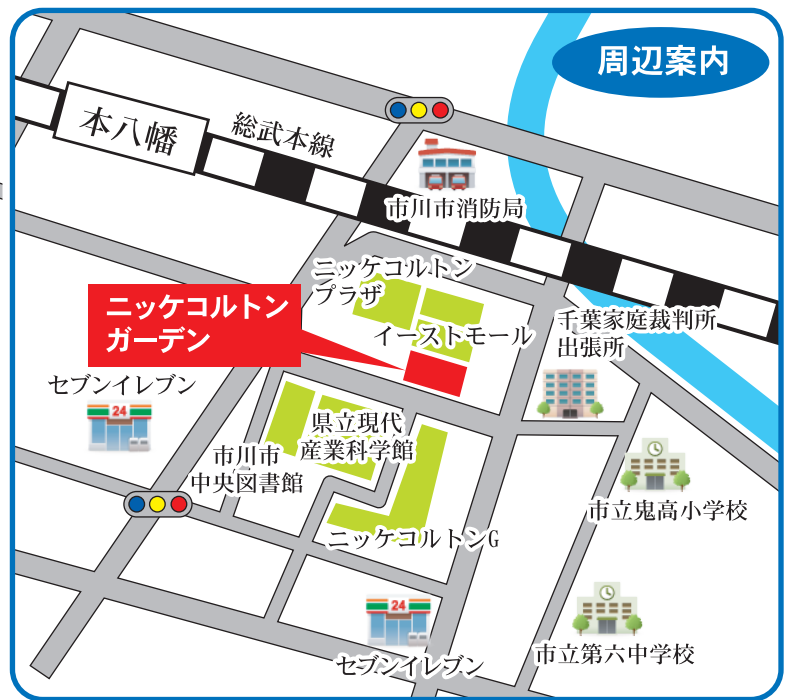 周辺案内
本八幡
総武本線
市川市消防局
ニッケコルトン
プラザ
ニッケコルトン
ガーデン
イーストモール
千葉家庭裁判所
出張所
セブンイレブン
24
県立現代
産業科学館
市川市
中央図書館
市立鬼高小学校
ニッケコルトンG
24
セブンイレブン
市立第六中学校